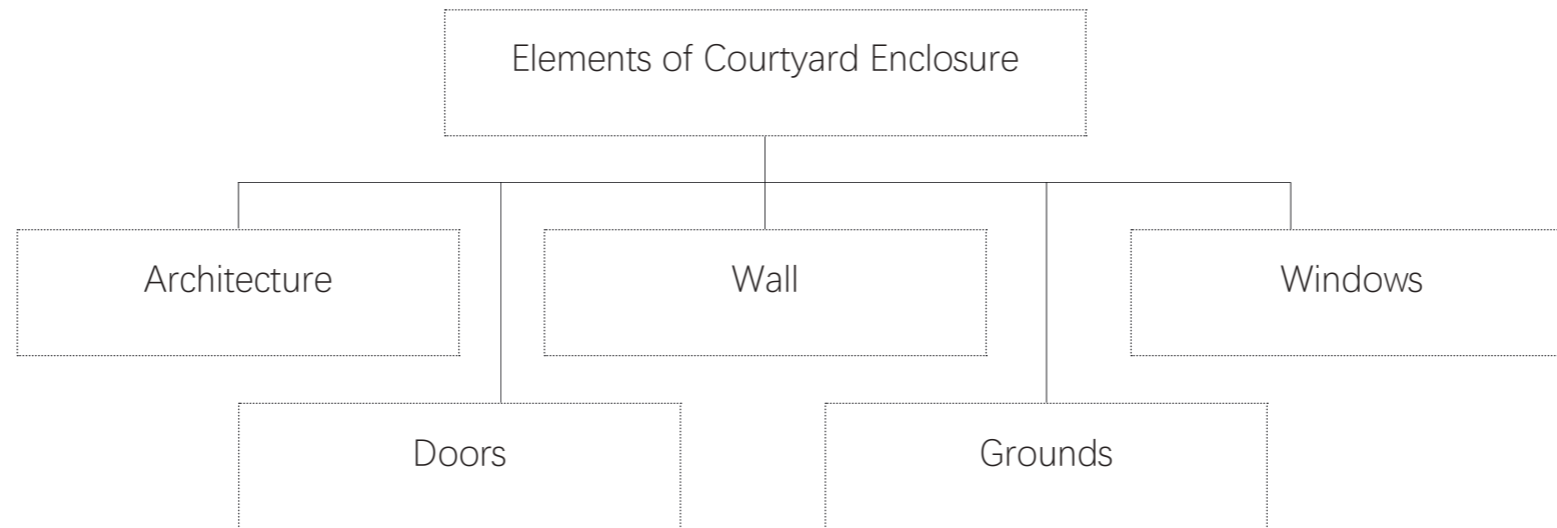 Elements of Courtyard Enclosure
Architecture
Wall
Windows
Doors
Grounds